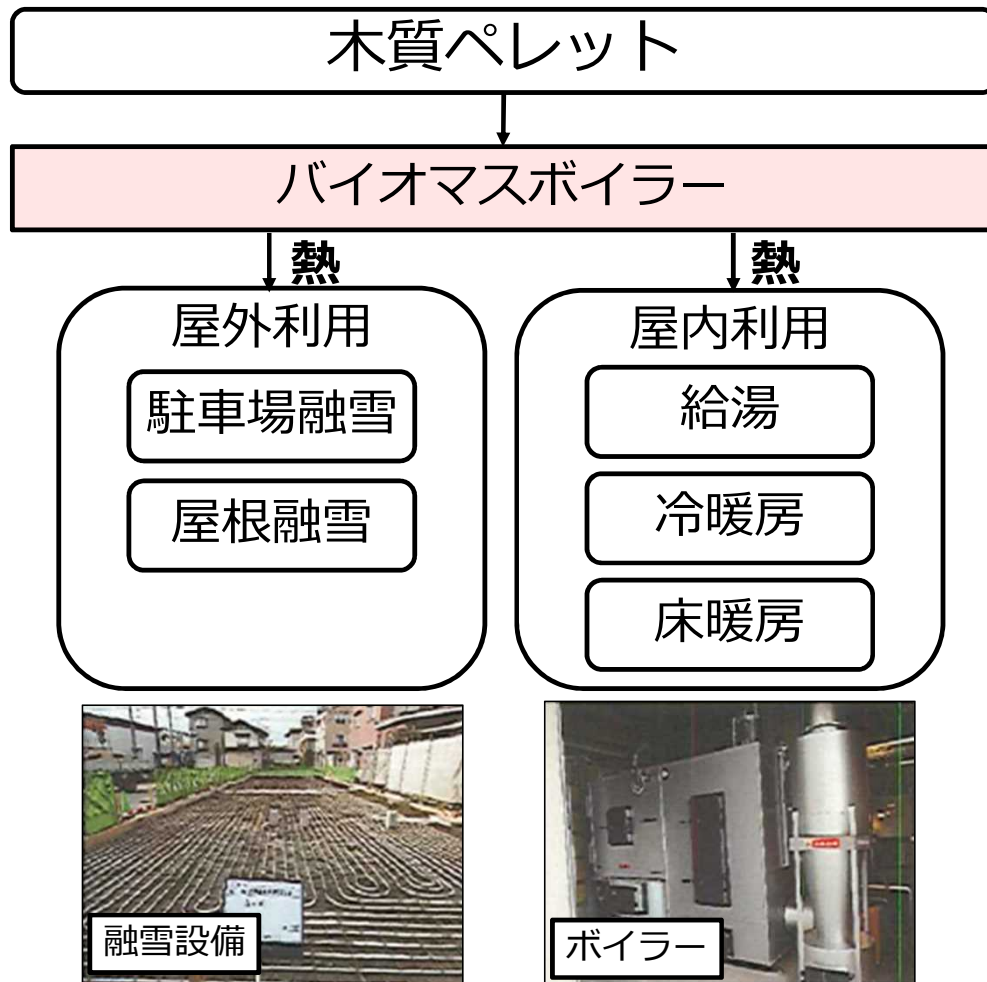 木質ペレット
バイオマスボイラー
熱
熱
屋外利用
駐車場融雪
屋根融雪
屋内利用
給湯
冷暖房
床暖房
融雪設備
ボイラー